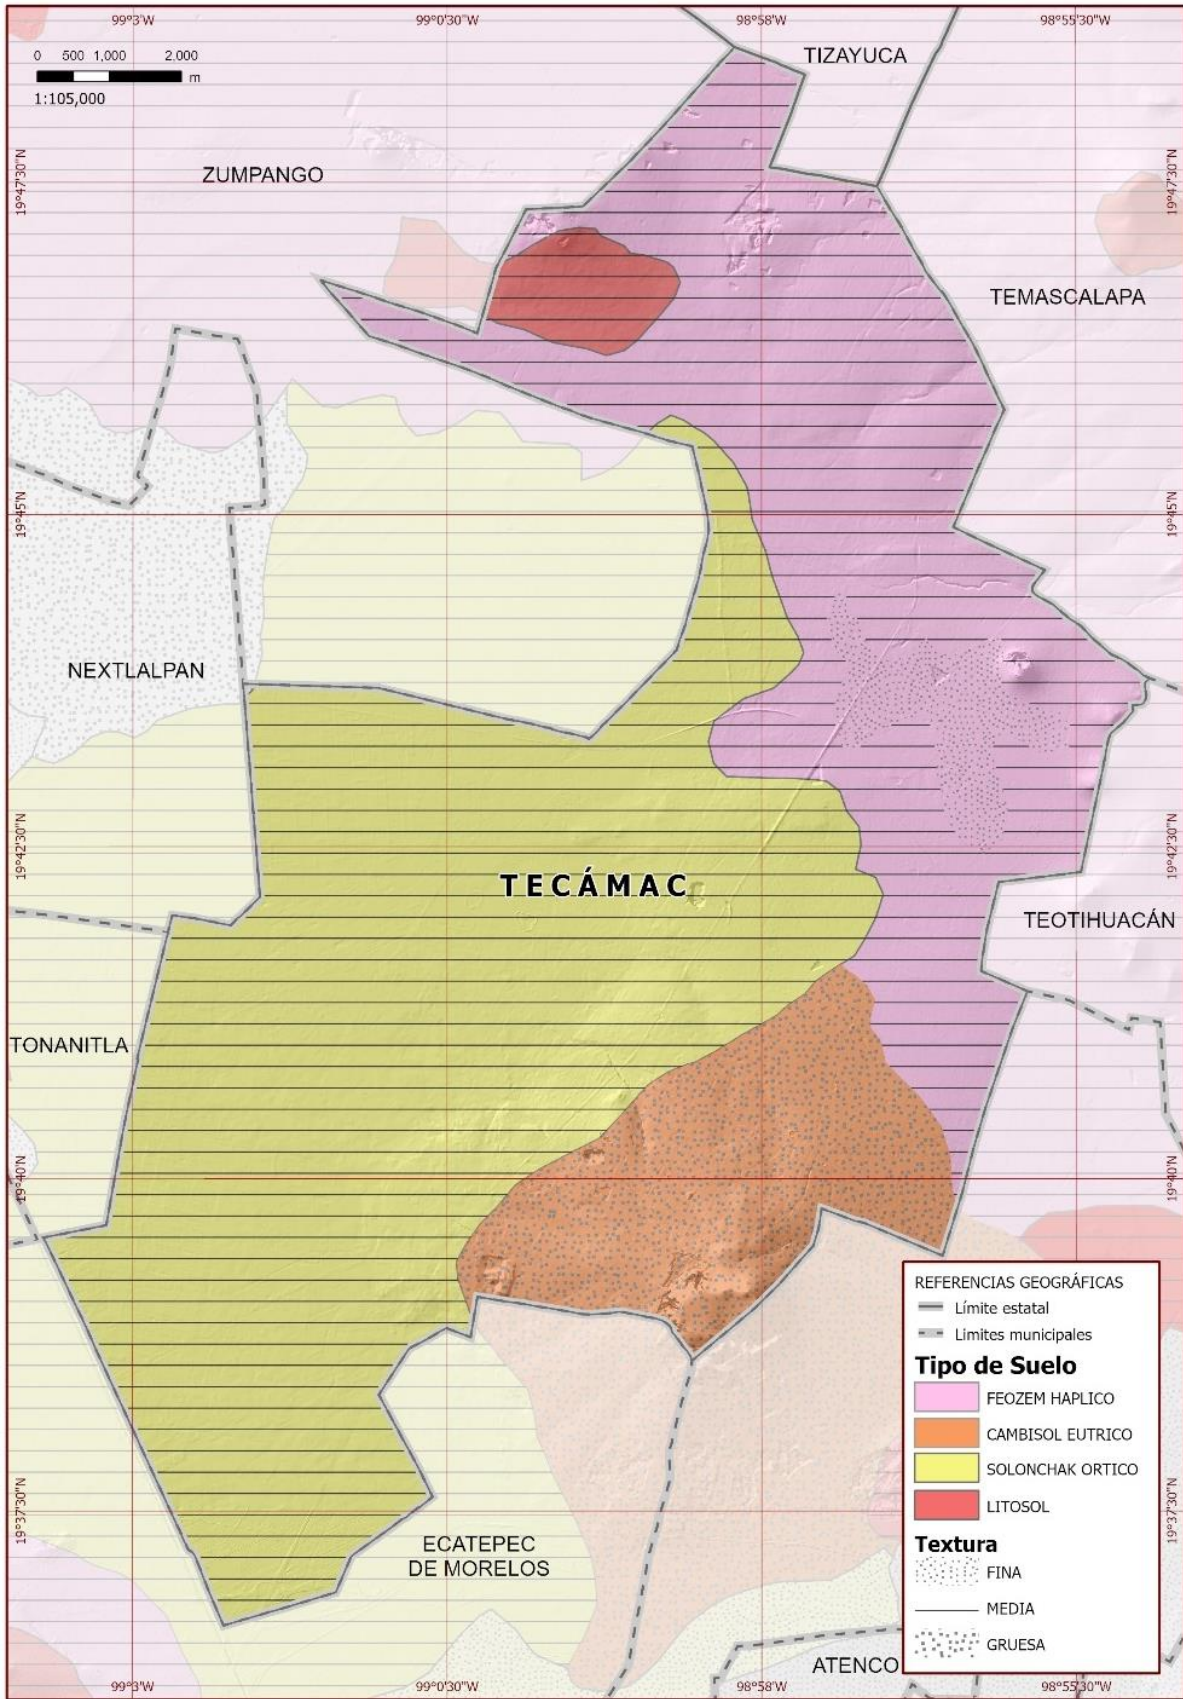 99°3'W 99°0'30"W 98°58'W 98°55'30"W
0 500 1,000 2,000
m
1:105,000
TIZAYUCA
19°47'30"N 19°47'30"N
ZUMPANGO
TEMASCALAPA
19°45'N 19°45'N
NEXTLALPAN
19°42'30"N 19°42'30"N
TECÁMAC
TEOTIHUACÁN
TONANITLA
19°40'N 19°40'N
REFERENCIAS GEOGRÁFICAS
Límite estatal
Limites municipales
Tipo de Suelo
FEOZEM HAPLICO
CAMBISOL EUTRICO
SOLONCHAK ORTICO
LITOSOL
19°37'30"N 19°37'30"N
ECATEPEC
DE MORELOS
Textura
FINA
MEDIA
GRUESA
ATENCO
99°3'W 99°0'30"W 98°58'W 98°55'30"W